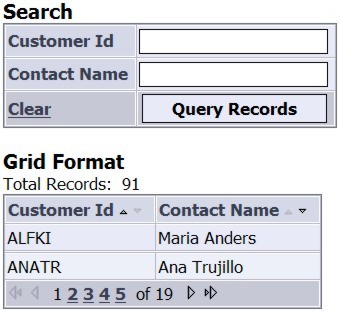 Search
Customer Id
Contact Name
Clear Query Records
Grid Format
Total Records: 91
Customer Id Contact Name
ALFKI Maria Anders
ANATR Ana Trujillo
1 2 3 4 5 of 19